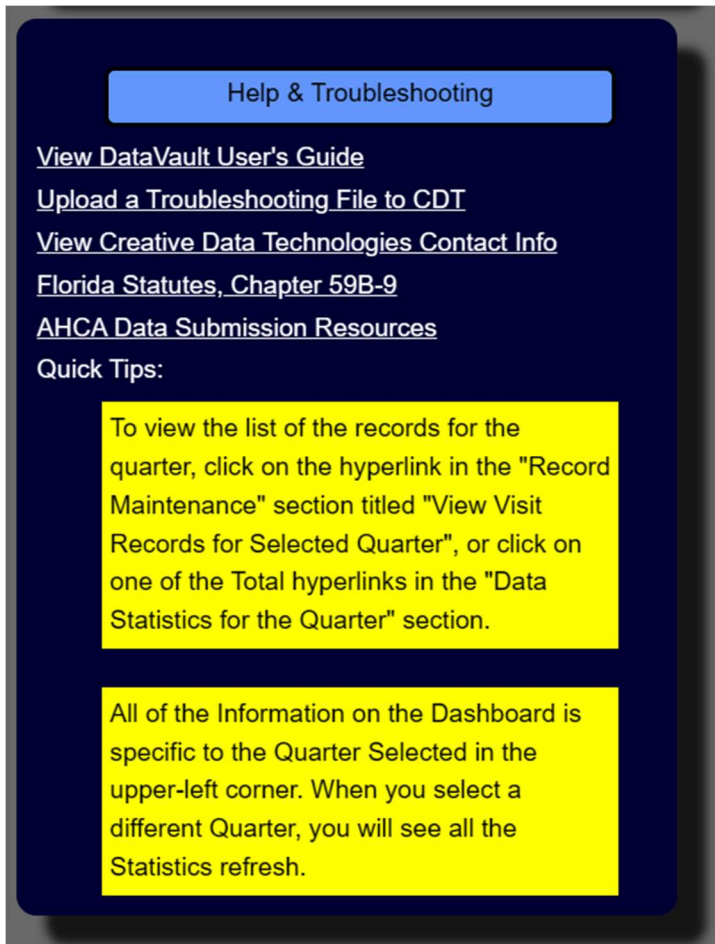 Help & Troubleshooting
View DataVault User's Guide
Upload a Troubleshooting File to CDT
View Creative Data Technologies Contact Info
Florida Statutes, Chapter 59B-9
AHCA Data Submission Resources
Quick Tips:
To view the list of the records for the
quarter, click on the hyperlink in the "Record
Maintenance" section titled "View Visit
Records for Selected Quarter", or click on
one of the Total hyperlinks in the "Data
Statistics for the Quarter" section.
All of the Information on the Dashboard is
specific to the Quarter Selected in the
upper-left corner. When you select a
different Quarter, you will see all the
Statistics refresh.